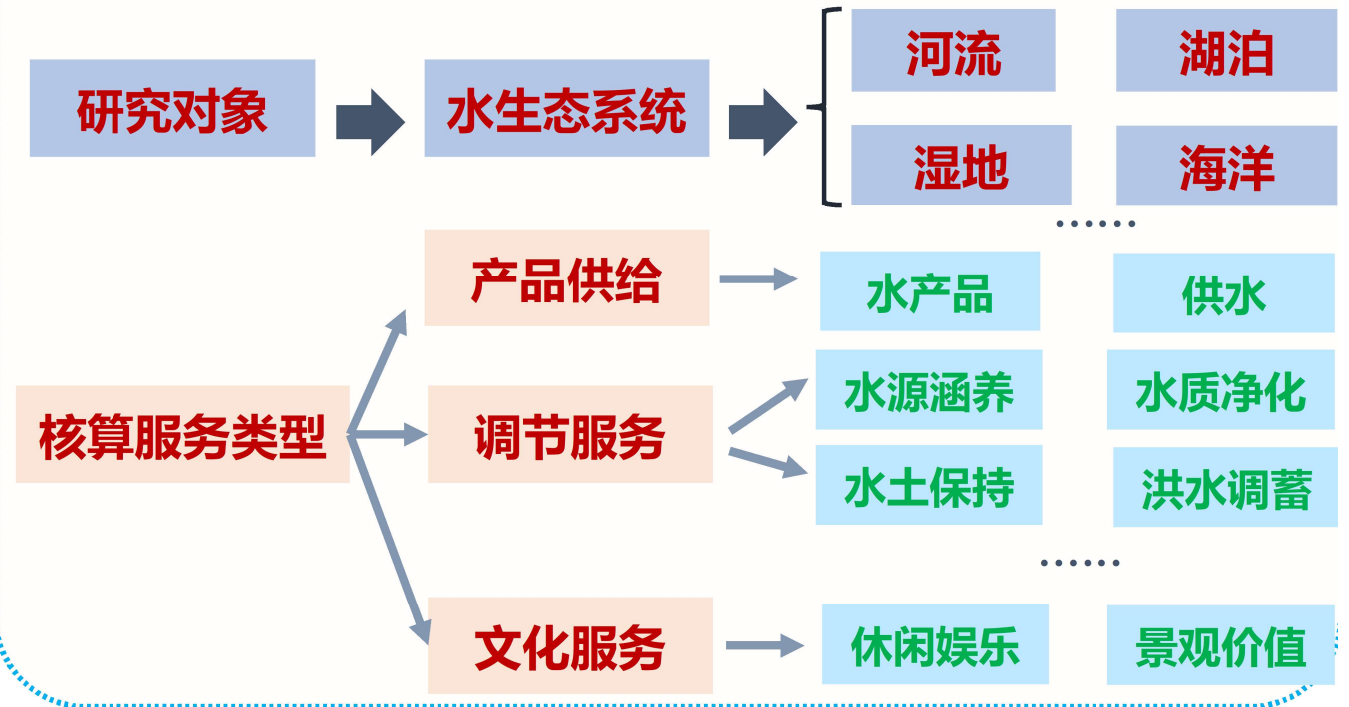 研究对象
水生态系统
河流
湖泊
湿地
海洋
……
产品供给
水产品
供水
核算服务类型
调节服务
水源涵养
水质净化
水土保持
洪水调蓄
……
文化服务
休闲娱乐
景观价值